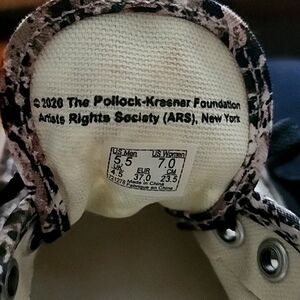 © 2020 The Pollock-Krasner Foundation
Artists Rights Society (ARS), New York
US Men US Women
5.5 7.0
UK EUR CM
4.5 37.0 23.5
Made in China
Fabriqué en Chine